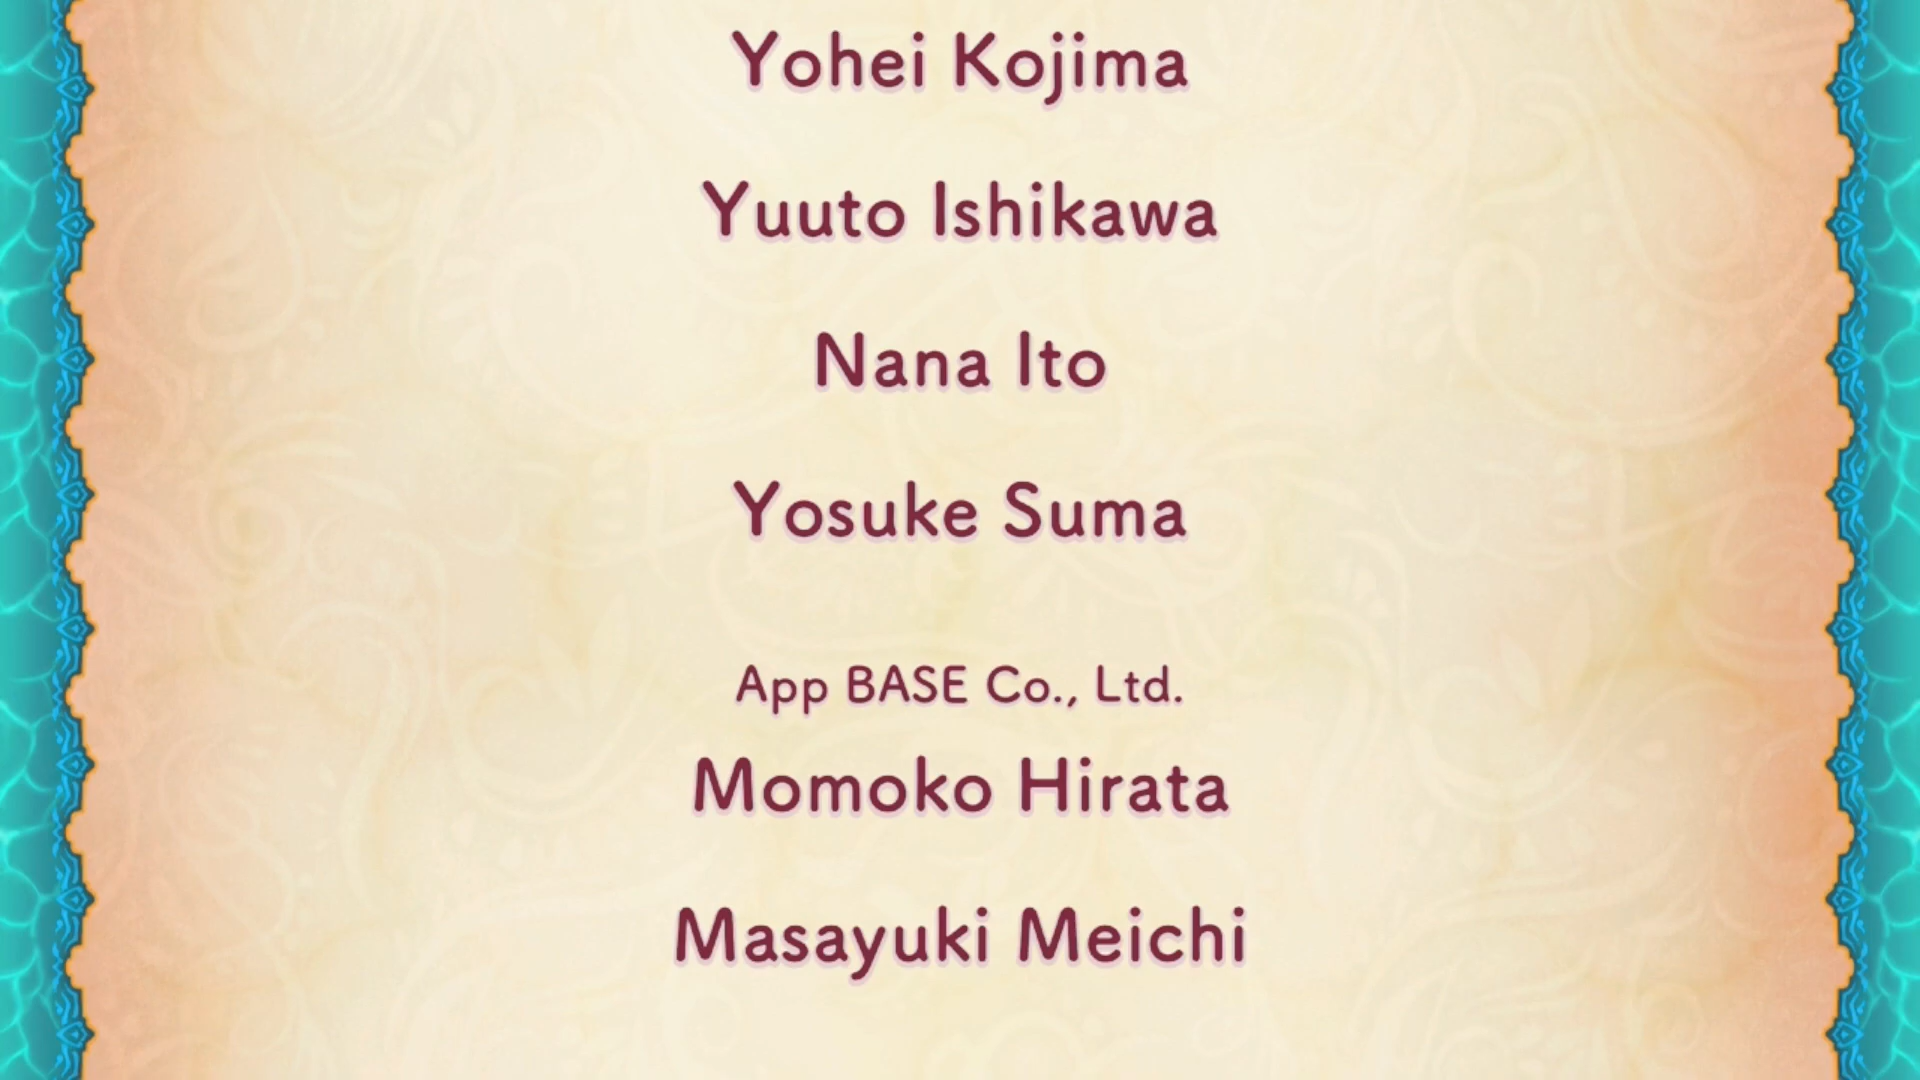 Yohei Kojima
Yuuto Ishikawa
Nana Ito
Yosuke Suma
App BASE Co., Ltd.
Momoko Hirata
Masayuki Meichi